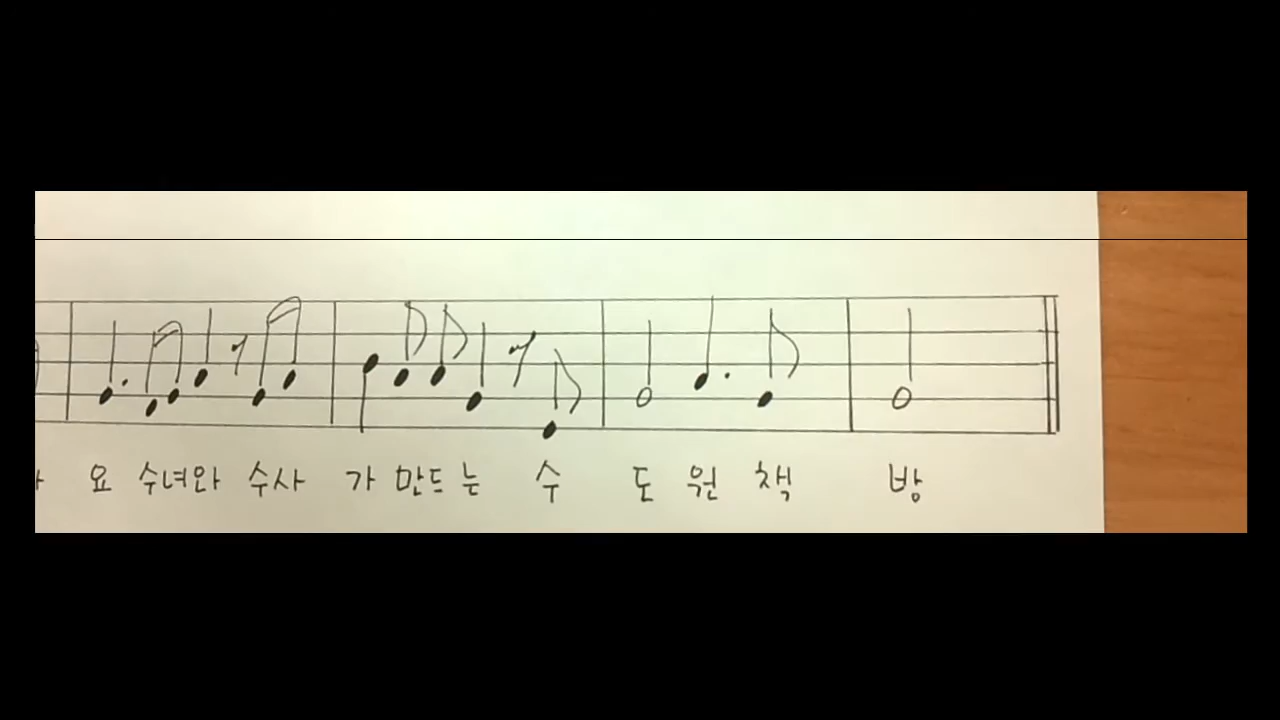 요 수녀와 수사 가 만드 는 수 도 원 책 방